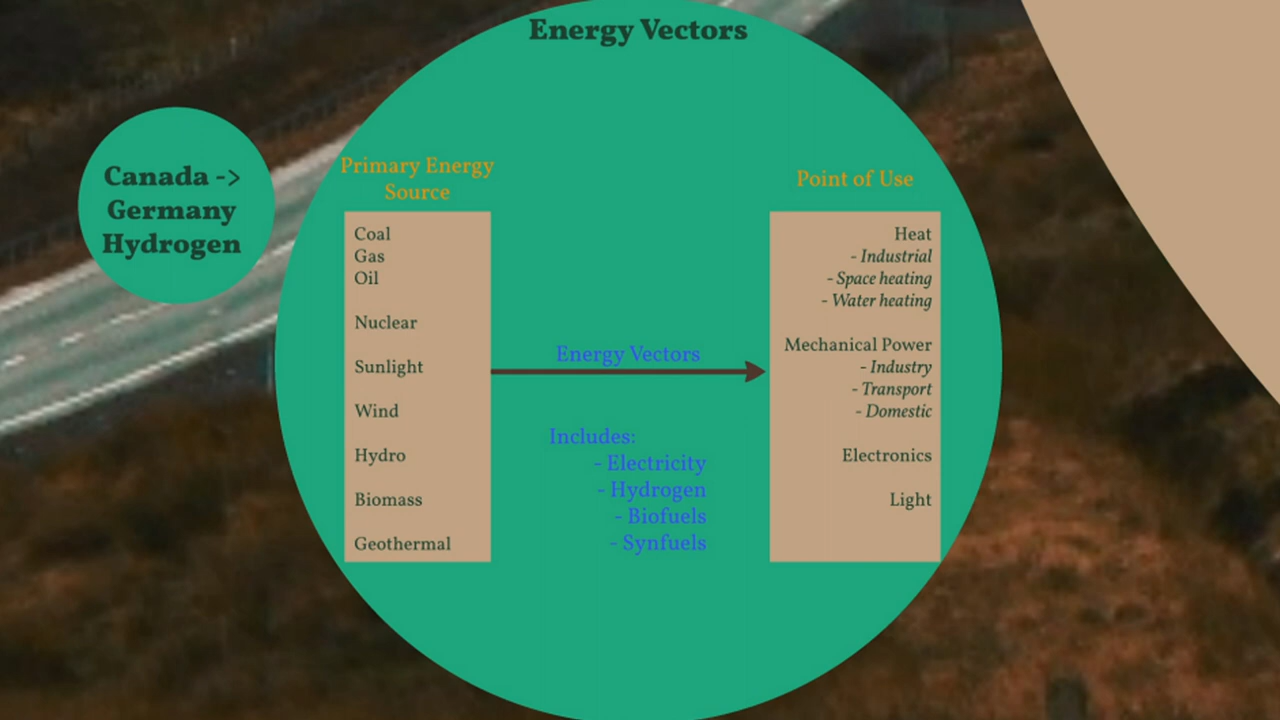 Energy Vectors
Canada ->
Germany
Hydrogen
Primary Energy
Source
Coal
Gas
Oil
Nuclear
Sunlight
Wind
Hydro
Biomass
Geothermal
Energy Vectors
Includes:
- Electricity
- Hydrogen
- Biofuels
- Synfuels
Point of Use
Heat
- Industrial
- Space heating
- Water heating
Mechanical Power
- Industry
- Transport
- Domestic
Electronics
Light